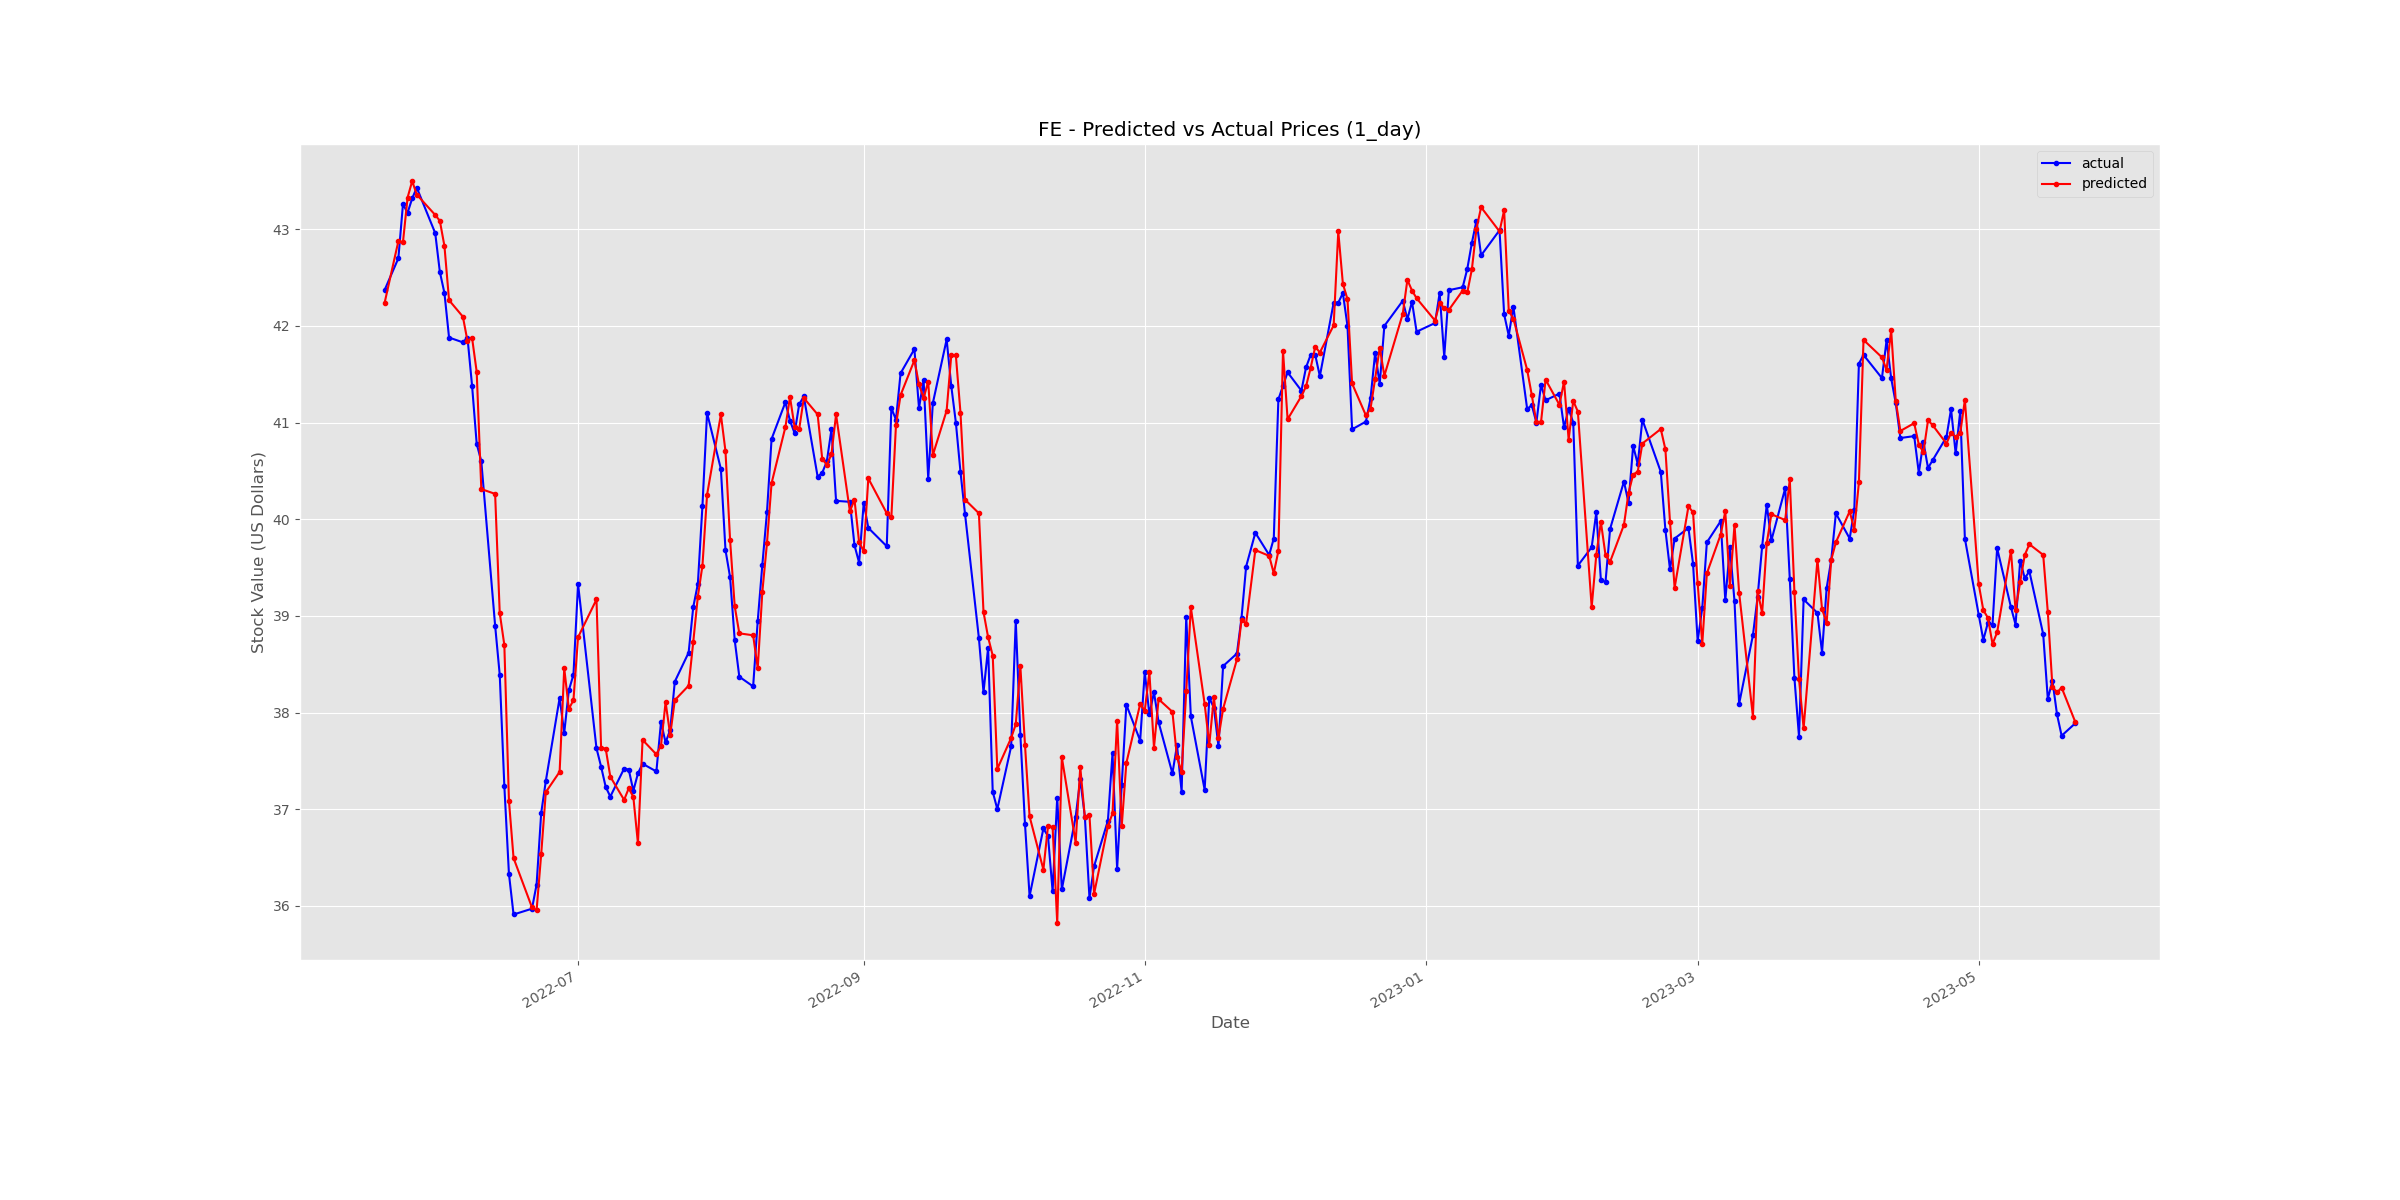 FE - Predicted vs Actual Prices (1_day)
actual
predicted
Stock Value (US Dollars)
43
42
41
40
39
38
37
36
2022-07
2022-09
2022-11
2023-01
2023-03
2023-05
Date